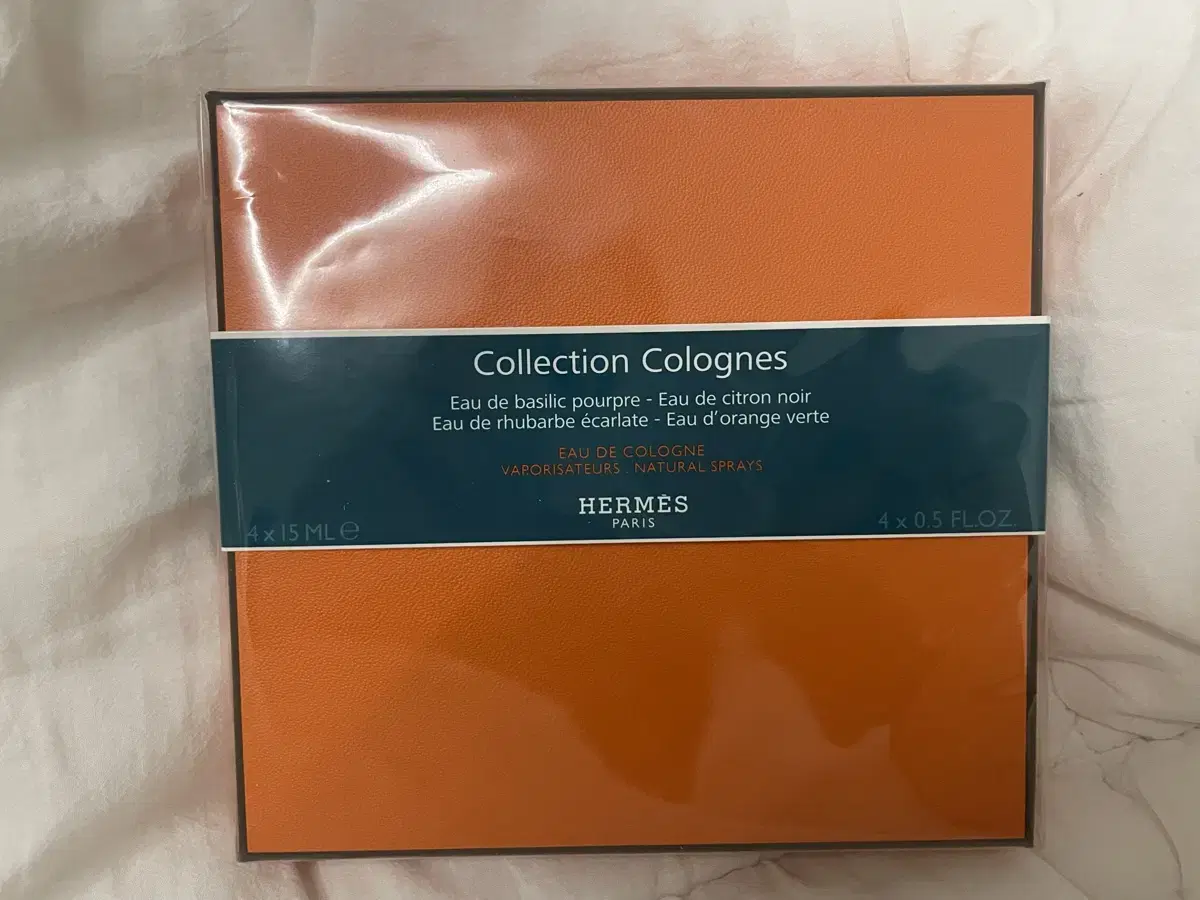 Collection Colognes
Eau de basilic pourpre - Eau de citron noir
Eau de rhubarbe écarlate - Eau d'orange verte
EAU DE COLOGNE
VAPORISATEURS . NATURAL SPRAYS
HERMÈS
PARIS
4 x 15 ML ℮
4 x 0.5 FL.OZ.